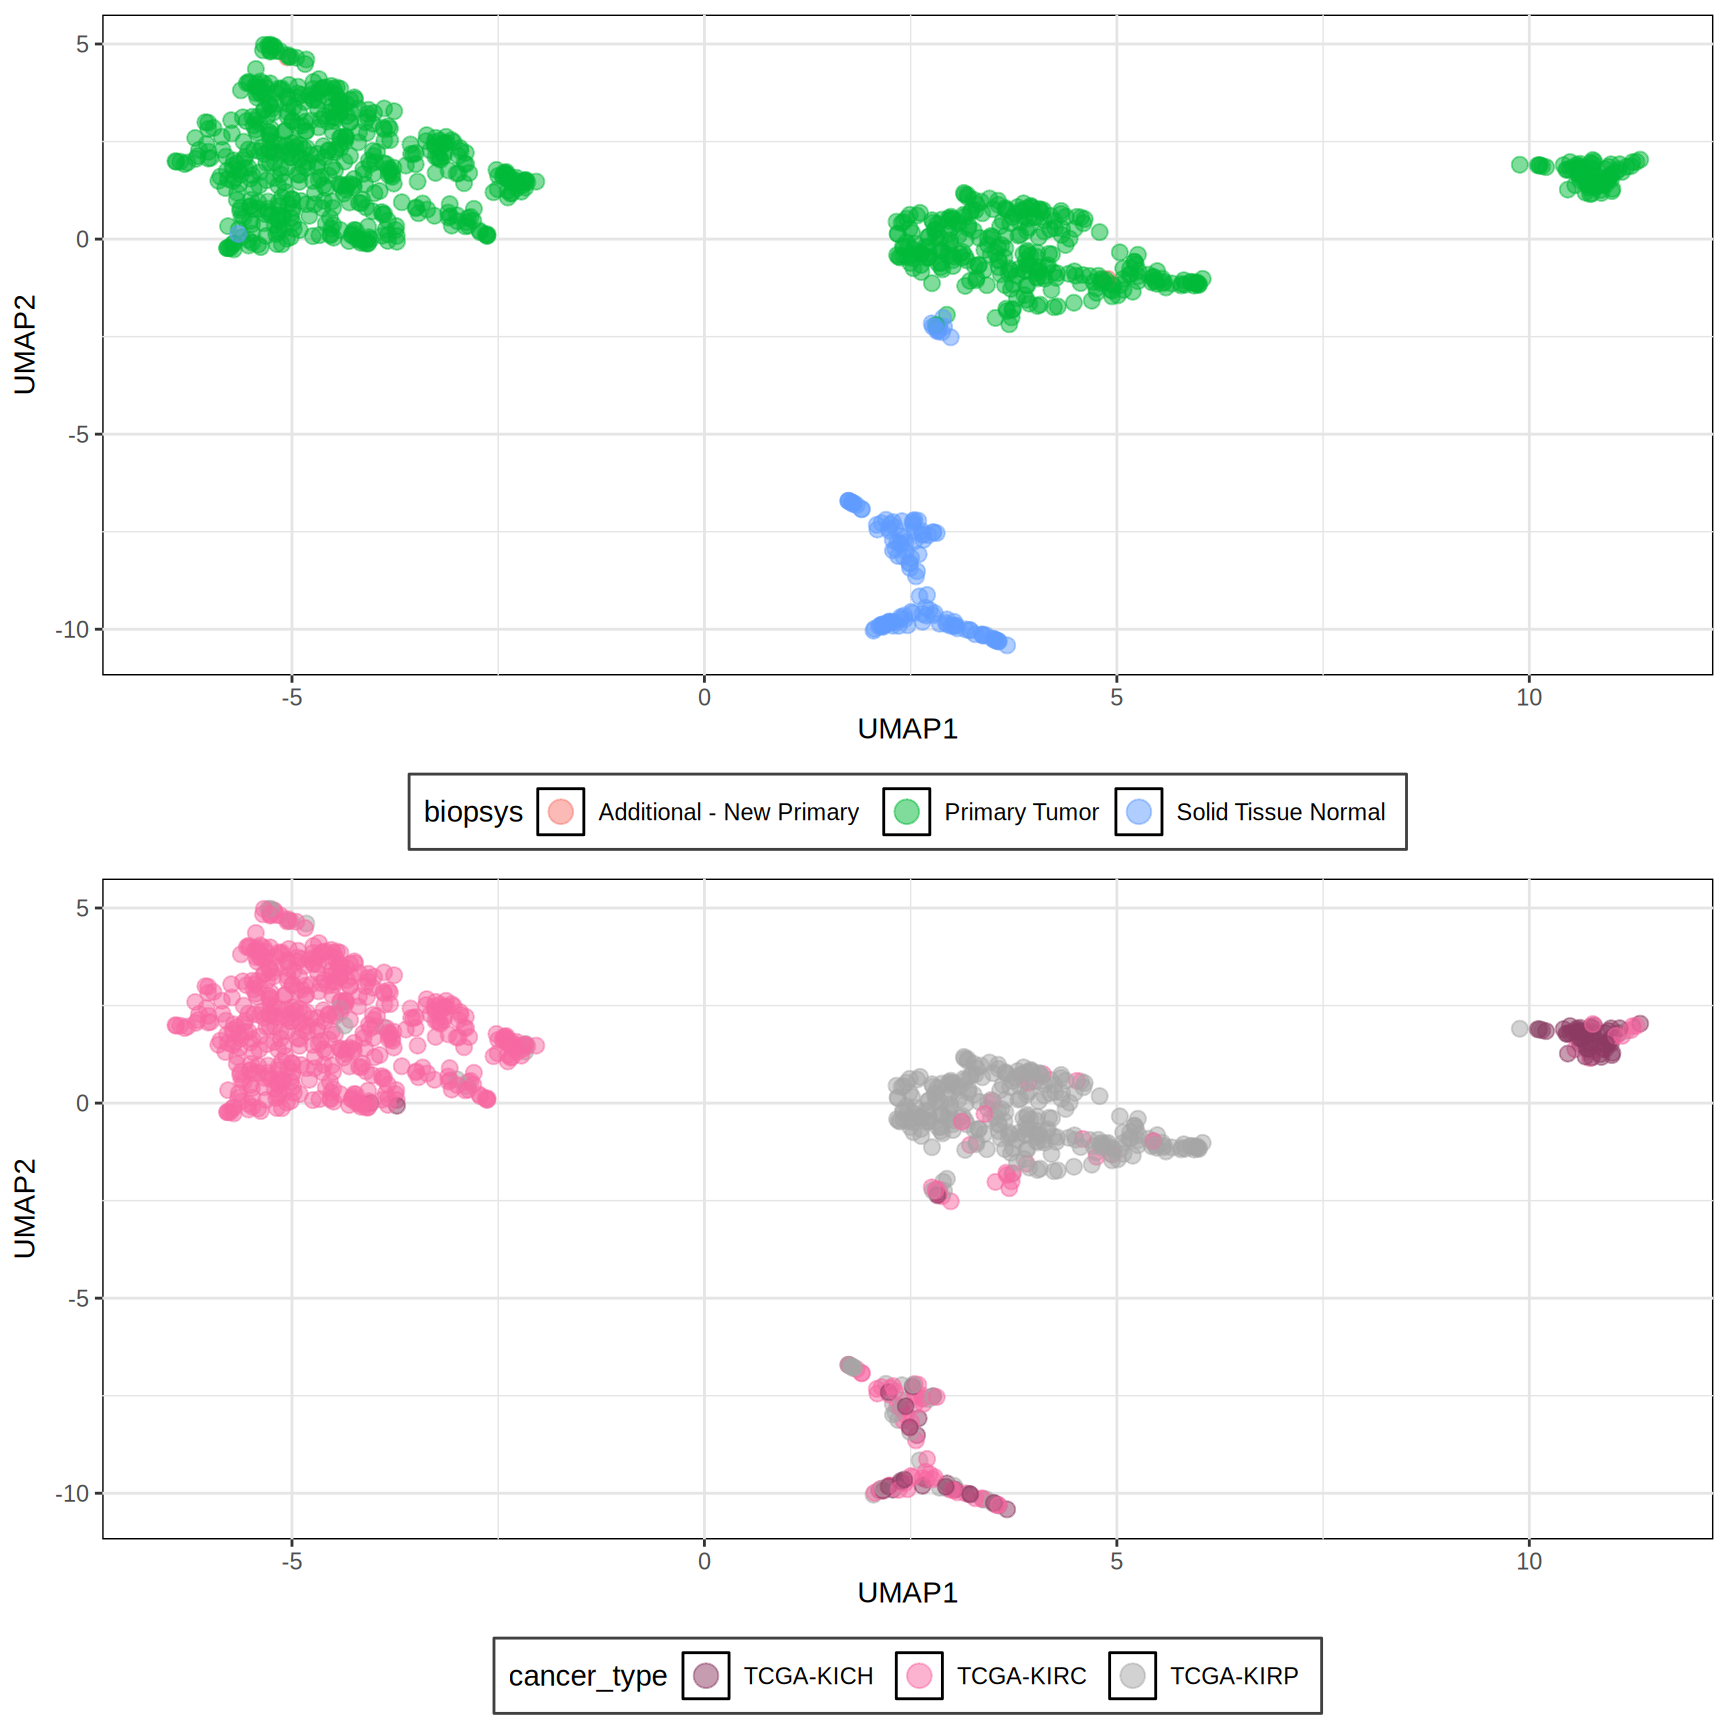 5
0
-5
-10
UMAP2
-5 0 5 10
UMAP1
biopsys Additional - New Primary Primary Tumor Solid Tissue Normal
5
0
-5
-10
UMAP2
-5 0 5 10
UMAP1
cancer_type TCGA-KICH TCGA-KIRC TCGA-KIRP